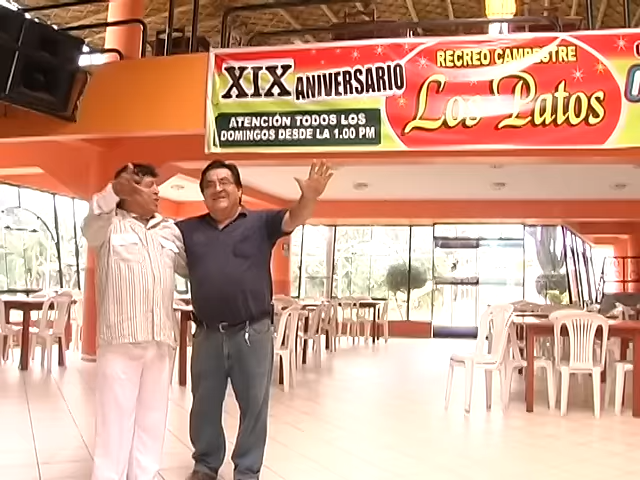 XIX ANIVERSARIO
ATENCIÓN TODOS LOS
DOMINGOS DESDE LA 1.00 PM
RECREO CAMPESTRE
Los Patos